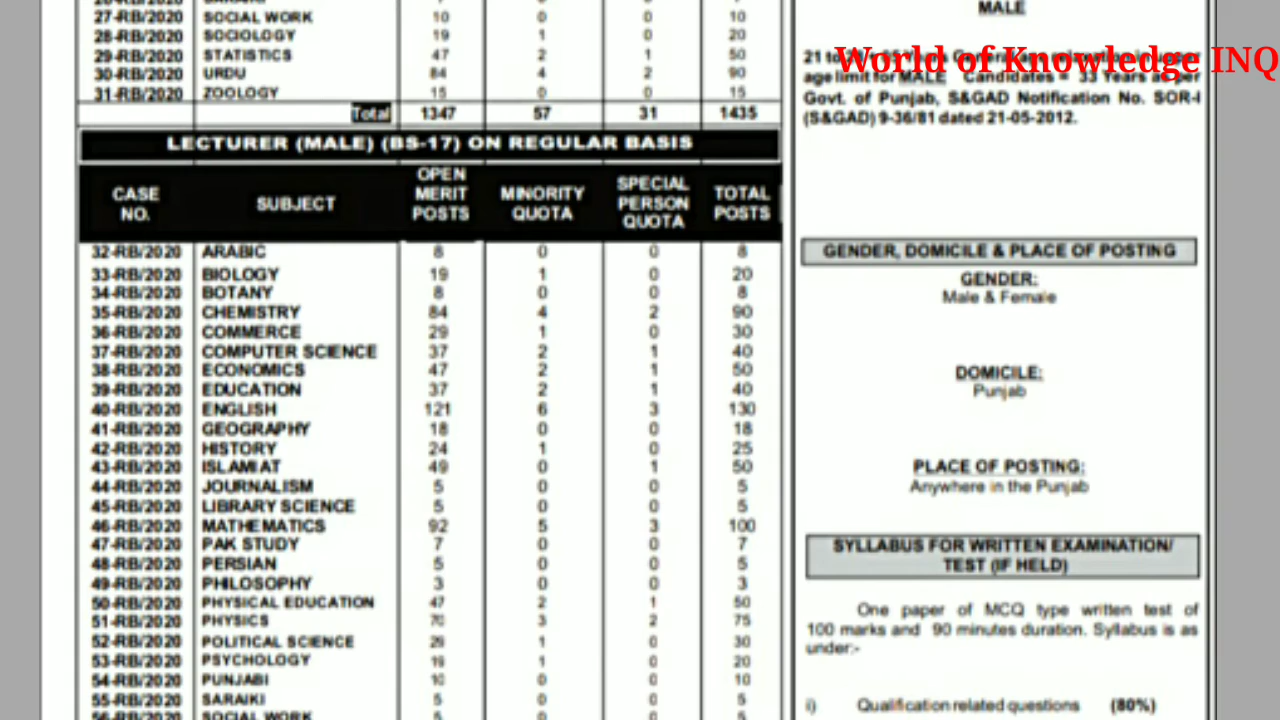 27-RB/2020 SOCIAL WORK 10 0 0 10
28-RB/2020 SOCIOLOGY 19 1 0 20
29-RB/2020 STATISTICS 47 2 1 50
30-RB/2020 URDU 84 4 2 90
31-RB/2020 ZOOLOGY 15 0 0 15
Total 1347 57 31 1435
LECTURER (MALE) (BS-17) ON REGULAR BASIS
CASE NO. SUBJECT OPEN MERIT POSTS MINORITY QUOTA SPECIAL PERSON QUOTA TOTAL POSTS
32-RB/2020 ARABIC 8 0 0 8
33-RB/2020 BIOLOGY 19 1 0 20
34-RB/2020 BOTANY 8 0 0 8
35-RB/2020 CHEMISTRY 84 4 2 90
36-RB/2020 COMMERCE 29 1 0 30
37-RB/2020 COMPUTER SCIENCE 37 2 1 40
38-RB/2020 ECONOMICS 47 2 1 50
39-RB/2020 EDUCATION 37 2 1 40
40-RB/2020 ENGLISH 121 6 3 130
41-RB/2020 GEOGRAPHY 18 0 0 18
42-RB/2020 HISTORY 24 1 0 25
43-RB/2020 ISLAMIAT 49 0 1 50
44-RB/2020 JOURNALISM 5 0 0 5
45-RB/2020 LIBRARY SCIENCE 5 0 0 5
46-RB/2020 MATHEMATICS 92 5 3 100
47-RB/2020 PAK STUDY 7 0 0 7
48-RB/2020 PERSIAN 5 0 0 5
49-RB/2020 PHILOSOPHY 3 0 0 3
50-RB/2020 PHYSICAL EDUCATION 47 2 1 50
51-RB/2020 PHYSICS 70 3 2 75
52-RB/2020 POLITICAL SCIENCE 29 1 0 30
53-RB/2020 PSYCHOLOGY 19 1 0 20
54-RB/2020 PUNJABI 10 0 0 10
55-RB/2020 SARAIKI 5 0 0 5
56-RB/2020 SOCIAL WORK 5 0 0 5
MALE
World of Knowledge INQ
21 to
age limit for MALE Candidates = 33 Years as per
Govt. of Punjab, S&GAD Notification No. SOR-I
(S&GAD) 9-36/81 dated 21-05-2012.
GENDER, DOMICILE & PLACE OF POSTING
GENDER:
Male & Female
DOMICILE:
Punjab
PLACE OF POSTING:
Anywhere in the Punjab
SYLLABUS FOR WRITTEN EXAMINATION/
TEST (IF HELD)
One paper of MCQ type written test of
100 marks and 90 minutes duration. Syllabus is as
under:-
i) Qualification related questions (80%)